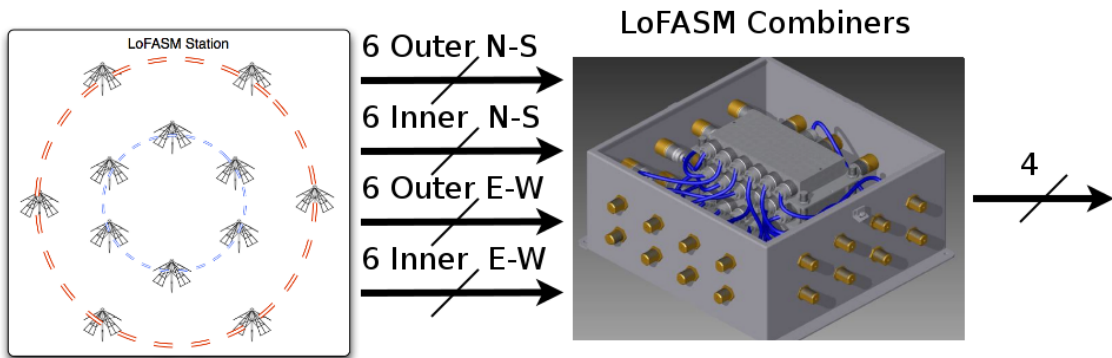 LoFASM Station
6 Outer N-S
6 Inner N-S
6 Outer E-W
6 Inner E-W
LoFASM Combiners
4